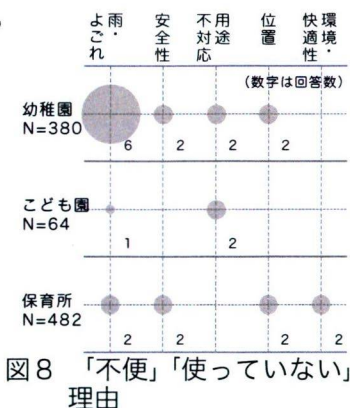 雨・よごれ
安全性
用途不対応
位置
環境・快適性
(数字は回答数)
幼稚園
N=380
6 2 2 2
こども園
N=64
1 2
保育所
N=482
2 2 2 2
図8 「不便」「使っていない」
理由